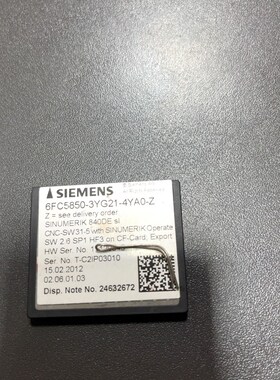 SIEMENS
6FC5850-3YG21-4YA0-Z
Z = see delivery order
SINUMERIK 840DE sl
CNC-SW31-5 with SINUMERIK Operate
SW 2.6 SP1 HF3 on CF-Card, Export
HW Ser. No.
Ser. No. T-C2IP03010
15.02.2012
02.06.01.03
Disp. Note No. 24632672